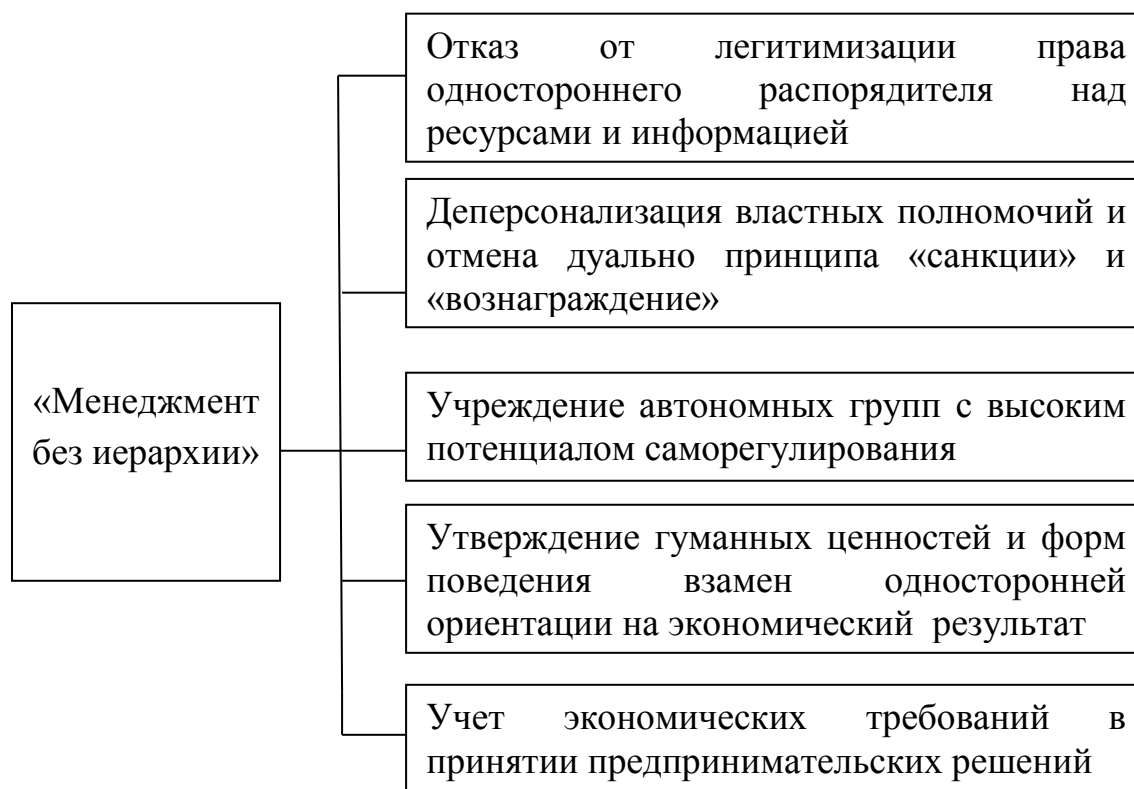 Отказ от легитимизации права
одностороннего распорядителя над
ресурсами и информацией
Деперсонализация властных полномочий и
отмена дуально принципа «санкции» и
«вознаграждение»
«Менеджмент
без иерархии»
Учреждение автономных групп с высоким
потенциалом саморегулирования
Утверждение гуманных ценностей и форм
поведения взамен односторонней
ориентации на экономический результат
Учет экономических требований в
принятии предпринимательских решений